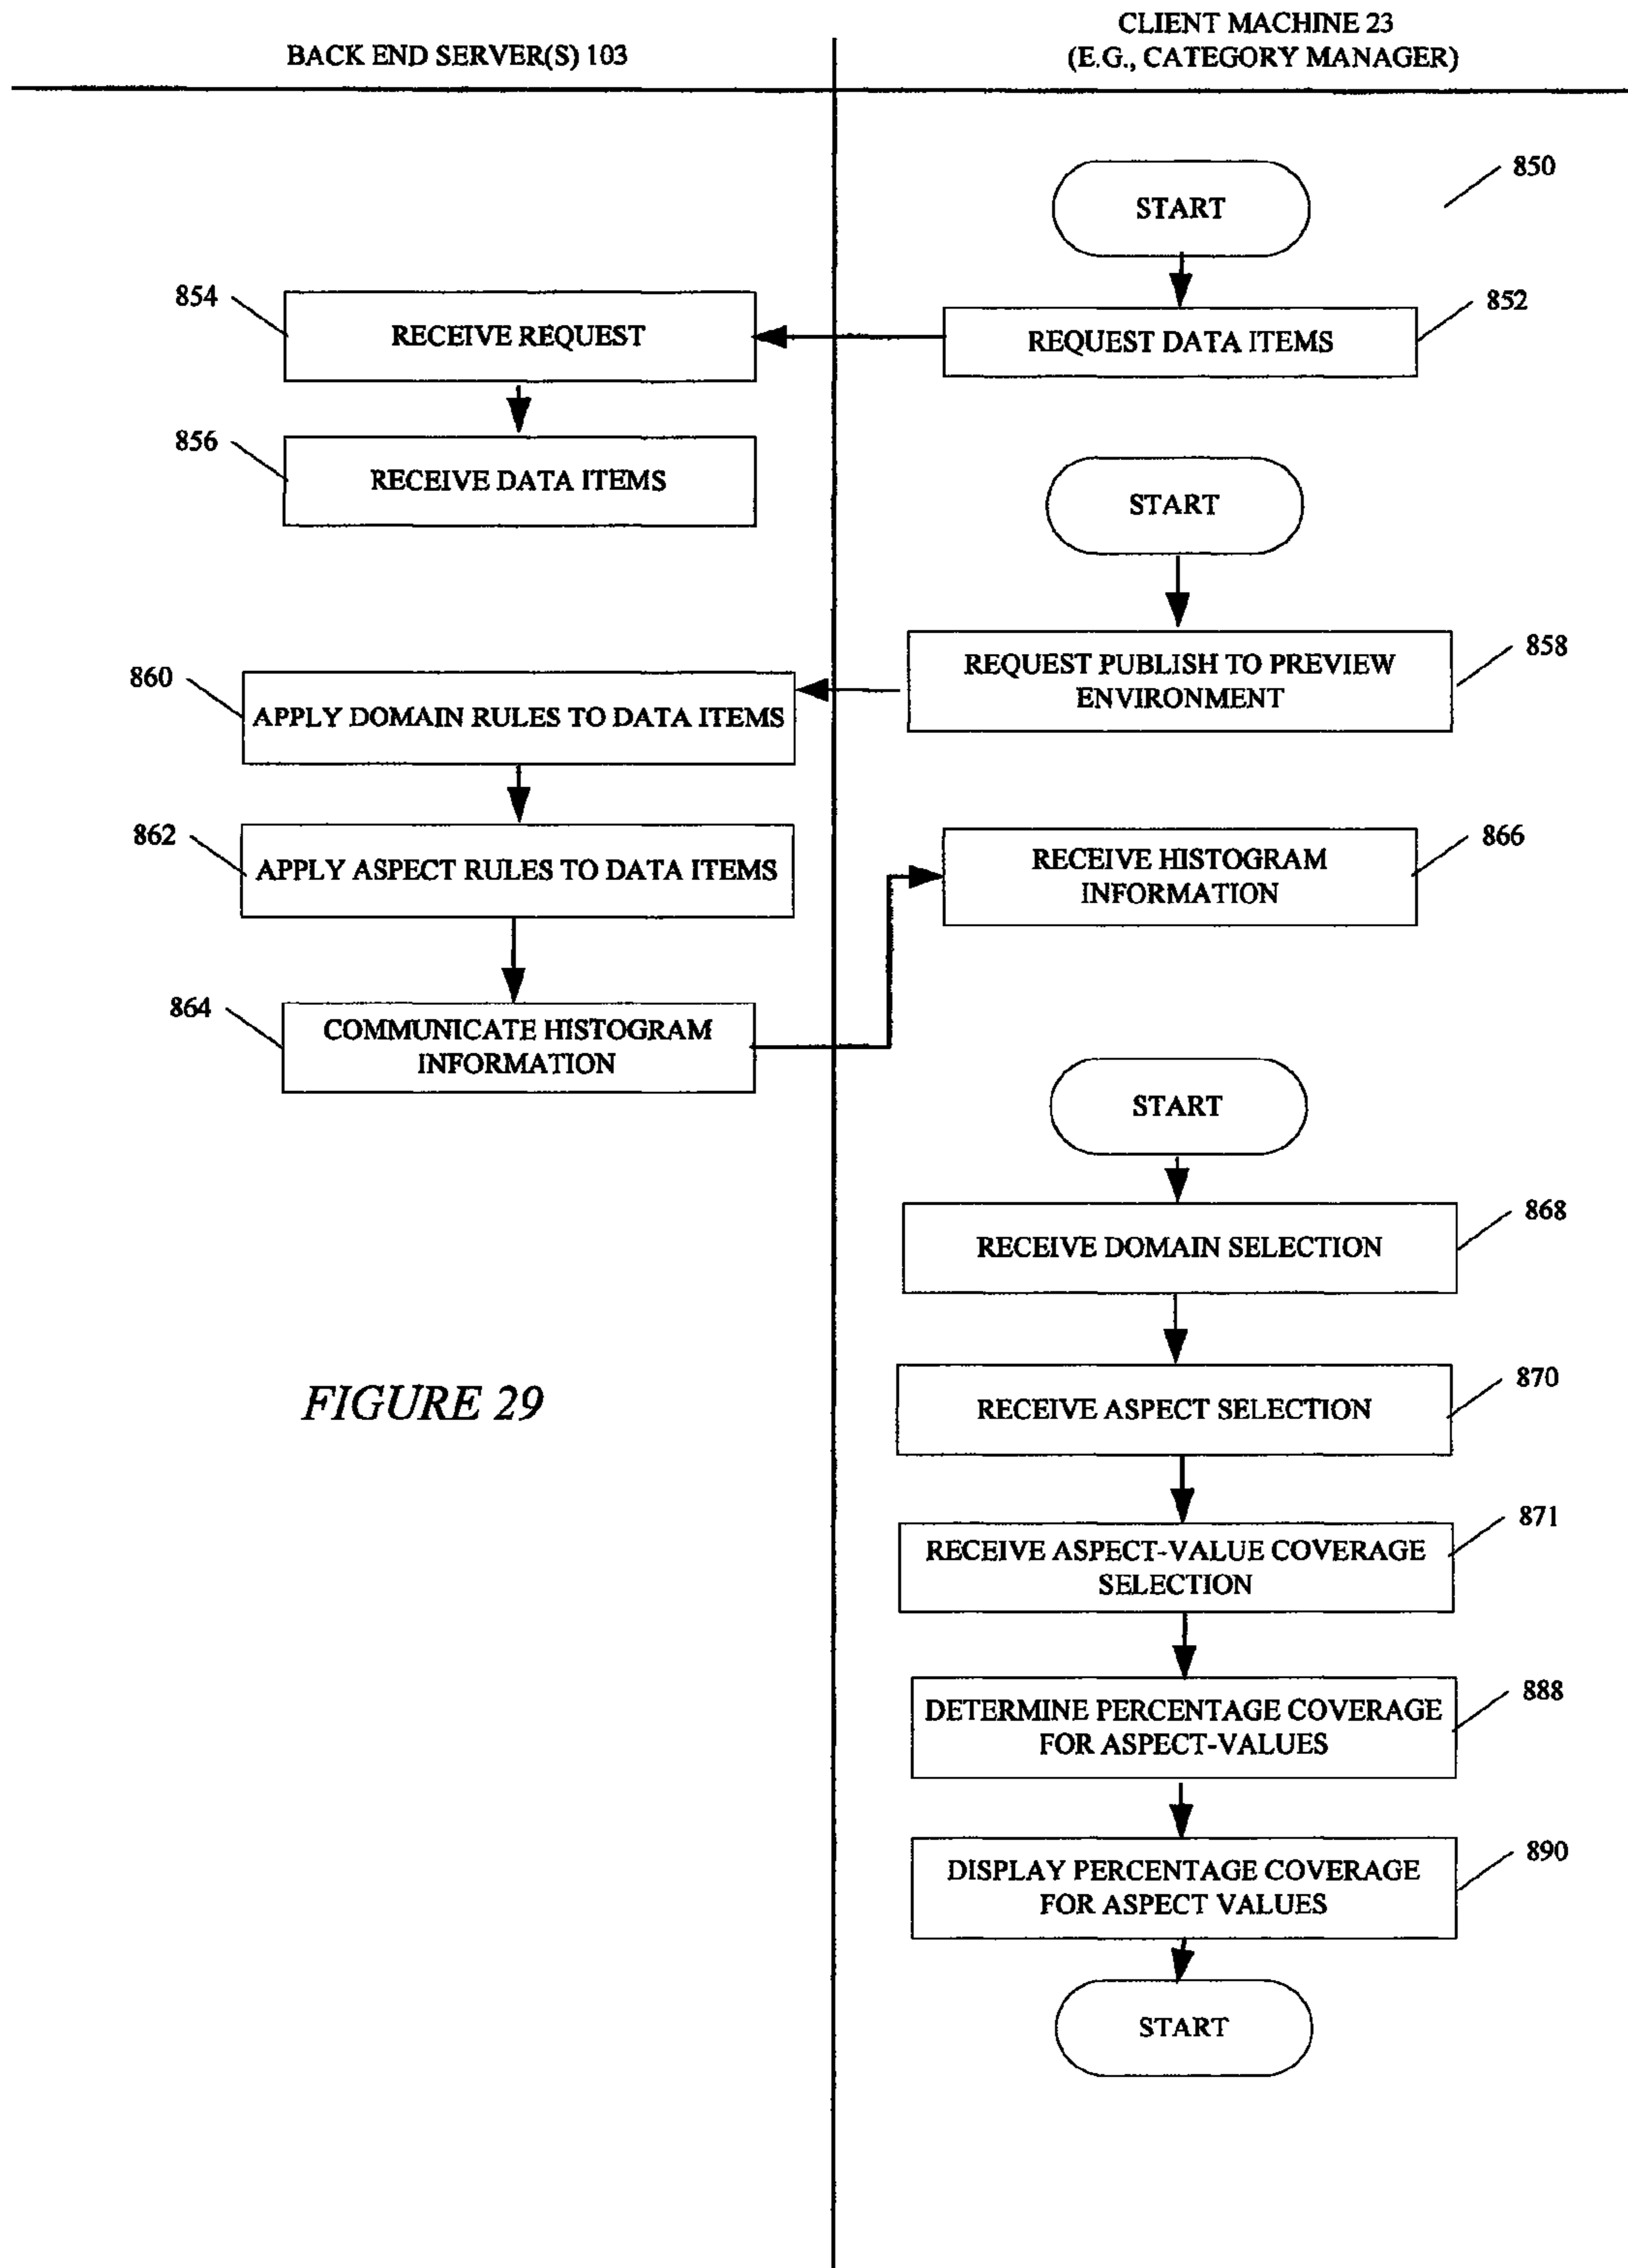 BACK END SERVER(S) 103
CLIENT MACHINE 23
(E.G., CATEGORY MANAGER)
850
START
854
RECEIVE REQUEST
852
REQUEST DATA ITEMS
856
RECEIVE DATA ITEMS
START
858
REQUEST PUBLISH TO PREVIEW
ENVIRONMENT
860
APPLY DOMAIN RULES TO DATA ITEMS
862
APPLY ASPECT RULES TO DATA ITEMS
866
RECEIVE HISTOGRAM
INFORMATION
864
COMMUNICATE HISTOGRAM
INFORMATION
START
868
RECEIVE DOMAIN SELECTION
870
RECEIVE ASPECT SELECTION
FIGURE 29
871
RECEIVE ASPECT-VALUE COVERAGE
SELECTION
888
DETERMINE PERCENTAGE COVERAGE
FOR ASPECT-VALUES
890
DISPLAY PERCENTAGE COVERAGE
FOR ASPECT VALUES
START